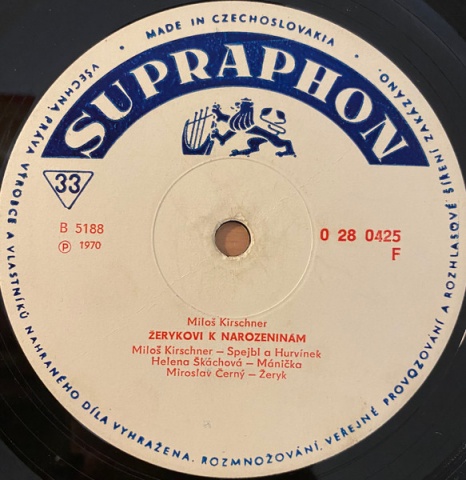 MADE IN CZECHOSLOVAKIA
SUPRAPHON
33
B 5188
Ⓟ 1970
0 28 0425
F
Miloš Kirschner
ŽERYKOVI K NAROZENINÁM
Miloš Kirschner – Spejbl a Hurvínek
Helena Škáchová – Mánička
Miroslav Černý – Žeryk
VŠECHNA PRÁVA VÝROBCE A VLASTNÍKŮ NAHRANÉHO DÍLA VYHRAŽENA. ROZMNOŽOVÁNÍ, VEŘEJNÉ PROVOZOVÁNÍ A ROZHLASOVÉ ŠÍŘENÍ ZAKÁZÁNO.